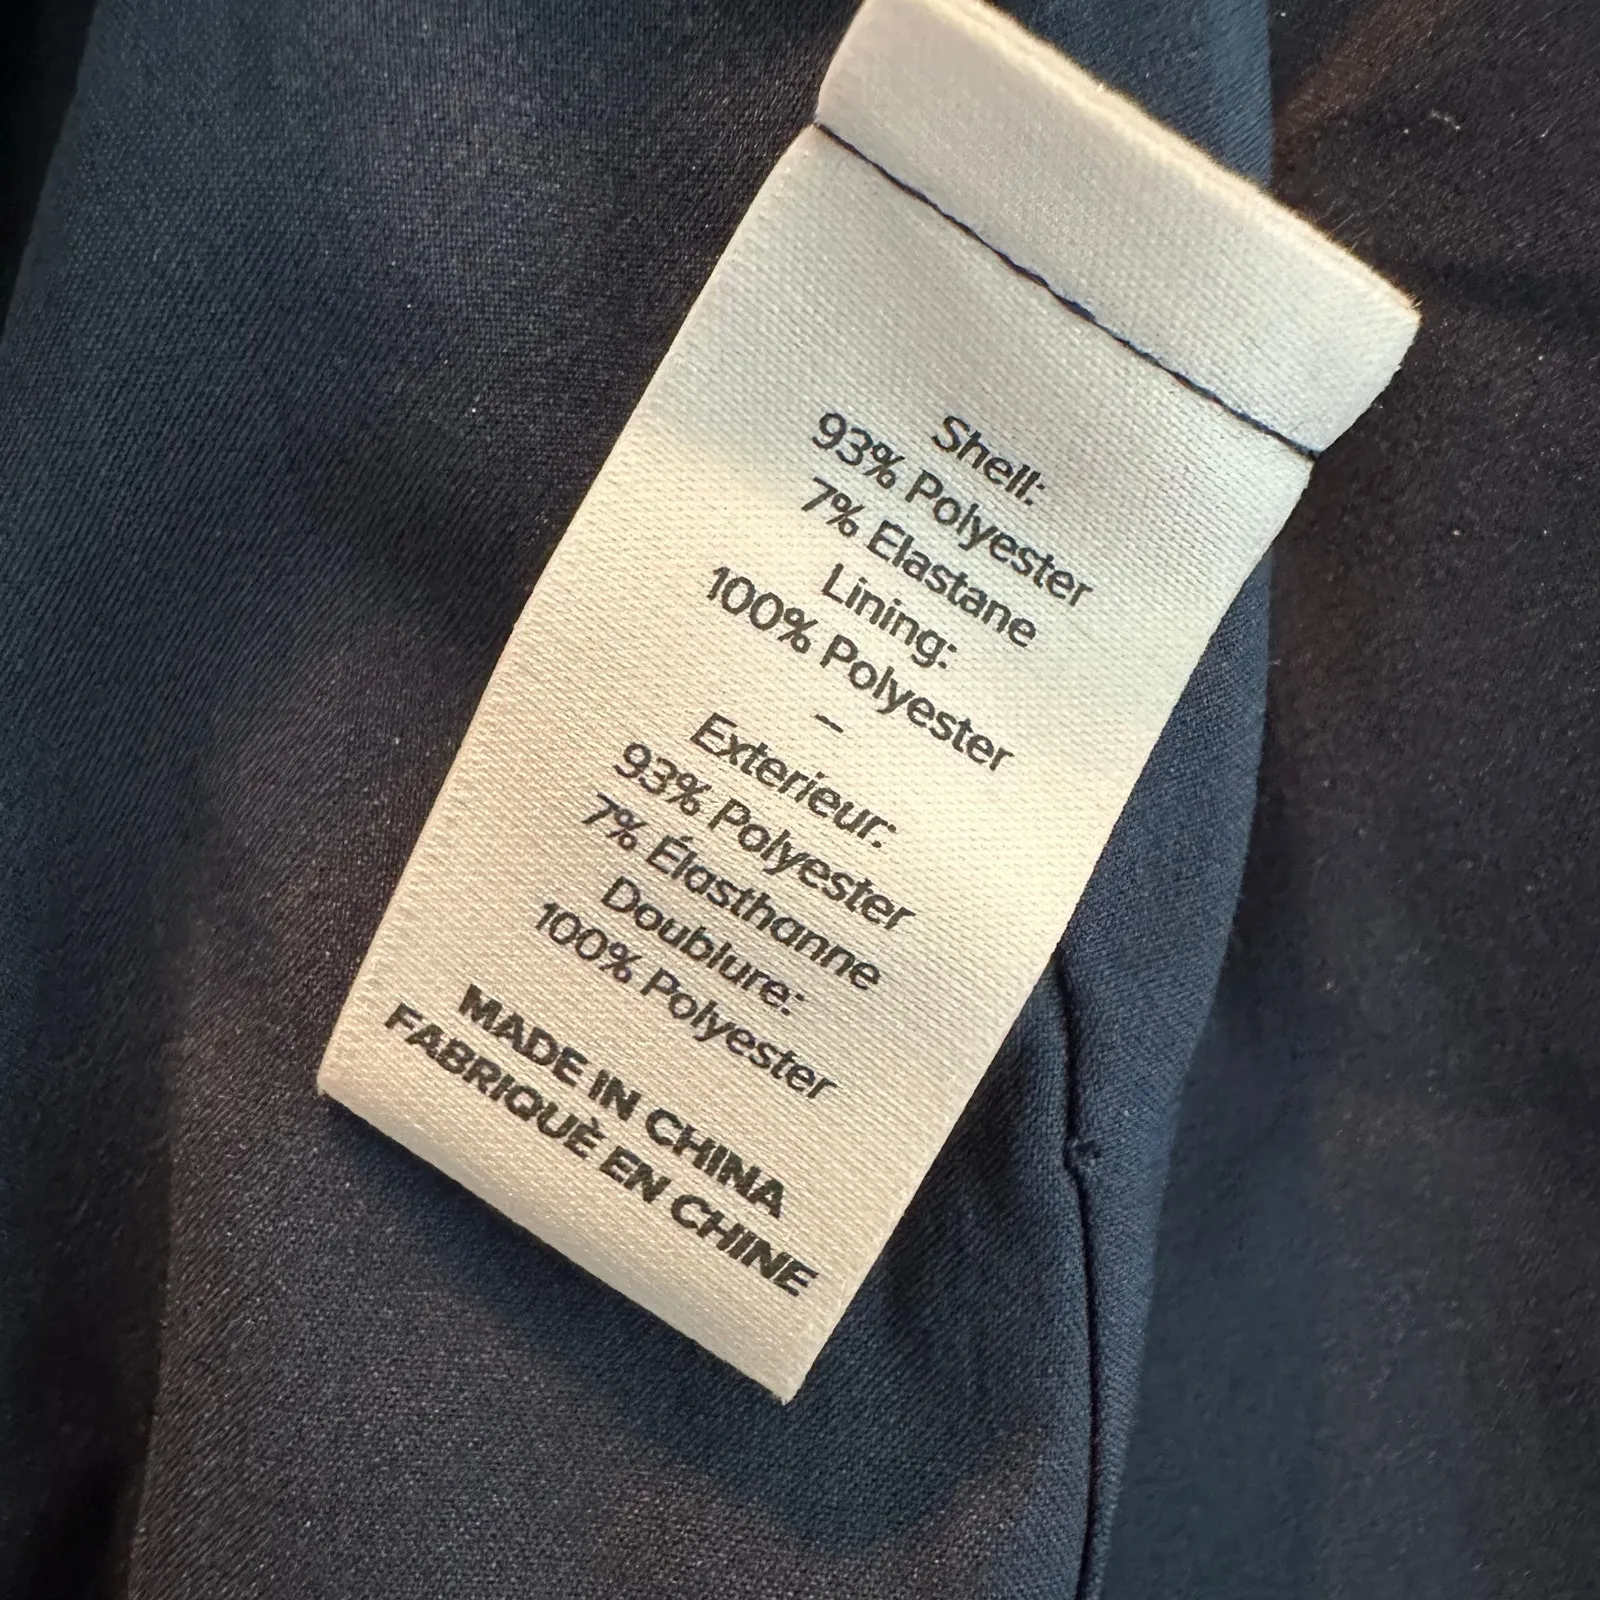 Shell:
93% Polyester
7% Elastane
Lining:
100% Polyester
–
Exterieur:
93% Polyester
7% Élasthanne
Doublure:
100% Polyester
MADE IN CHINA
FABRIQUÈ EN CHINE